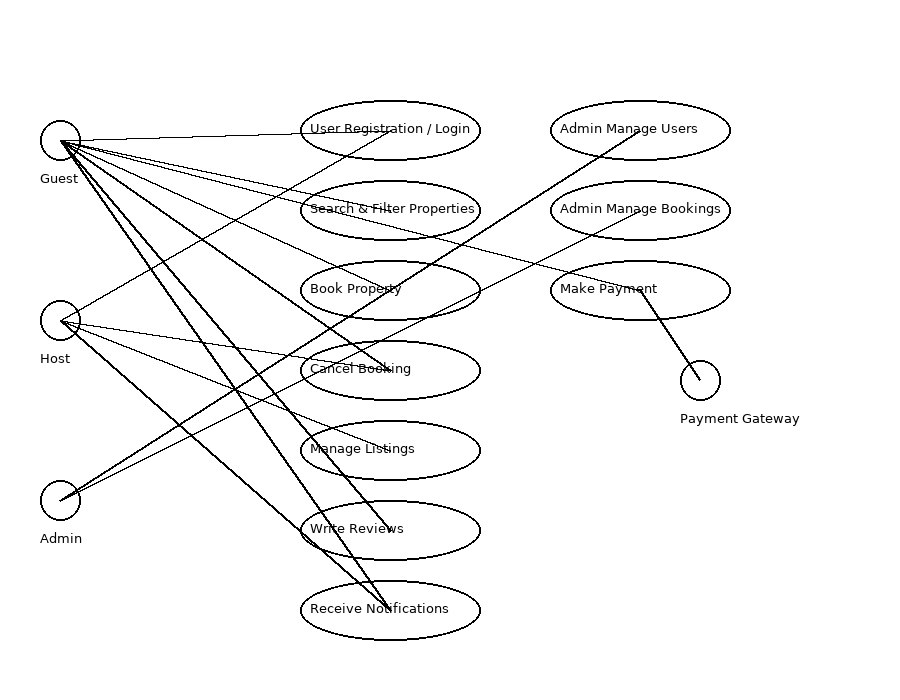 Guest
Host
Admin
User Registration / Login
Search & Filter Properties
Book Property
Cancel Booking
Manage Listings
Write Reviews
Receive Notifications
Admin Manage Users
Admin Manage Bookings
Make Payment
Payment Gateway